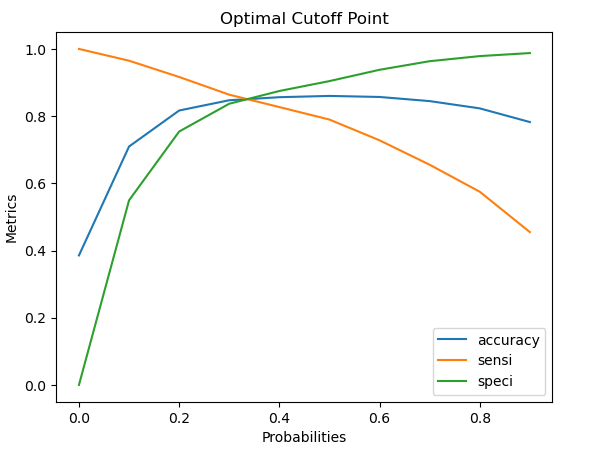 Optimal Cutoff Point
Metrics
1.0
0.8
0.6
0.4
0.2
0.0
0.0 0.2 0.4 0.6 0.8
Probabilities
accuracy
sensi
speci